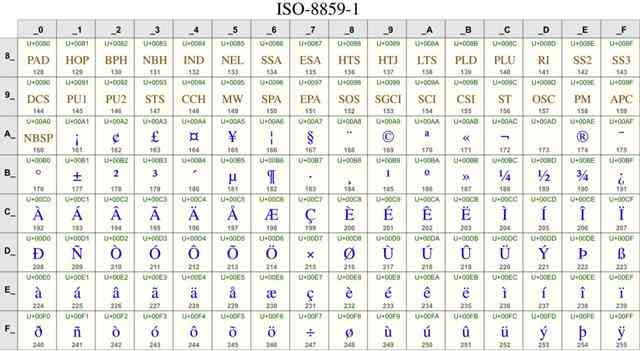 ISO-8859-1
_0 _1 _2 _3 _4 _5 _6 _7 _8 _9 _A _B _C _D _E _F
U+0080 U+0081 U+0082 U+0083 U+0084 U+0085 U+0086 U+0087 U+0088 U+0089 U+008A U+008B U+008C U+008D U+008E U+008F
8_ PAD HOP BPH NBH IND NEL SSA ESA HTS HTJ LTS PLD PLU RI SS2 SS3
128 129 130 131 132 133 134 135 136 137 138 139 140 141 142 143
U+0090 U+0091 U+0092 U+0093 U+0094 U+0095 U+0096 U+0097 U+0098 U+0099 U+009A U+009B U+009C U+009D U+009E U+009F
9_ DCS PU1 PU2 STS CCH MW SPA EPA SOS SGCI SCI CSI ST OSC PM APC
144 145 146 147 148 149 150 151 152 153 154 155 156 157 158 159
U+00A0 U+00A1 U+00A2 U+00A3 U+00A4 U+00A5 U+00A6 U+00A7 U+00A8 U+00A9 U+00AA U+00AB U+00AC U+00AD U+00AE U+00AF
A_ NBSP ¡ ¢ £ ¤ ¥ ¦ § ¨ © ª « ¬ ® ¯
160 161 162 163 164 165 166 167 168 169 170 171 172 173 174 175
U+00B0 U+00B1 U+00B2 U+00B3 U+00B4 U+00B5 U+00B6 U+00B7 U+00B8 U+00B9 U+00BA U+00BB U+00BC U+00BD U+00BE U+00BF
B_ ° ± ² ³ ´ µ ¶ · ¸ ¹ º » ¼ ½ ¾ ¿
176 177 178 179 180 181 182 183 184 185 186 187 188 189 190 191
U+00C0 U+00C1 U+00C2 U+00C3 U+00C4 U+00C5 U+00C6 U+00C7 U+00C8 U+00C9 U+00CA U+00CB U+00CC U+00CD U+00CE U+00CF
C_ À Á Â Ã Ä Å Æ Ç È É Ê Ë Ì Í Î Ï
192 193 194 195 196 197 198 199 200 201 202 203 204 205 206 207
U+00D0 U+00D1 U+00D2 U+00D3 U+00D4 U+00D5 U+00D6 U+00D7 U+00D8 U+00D9 U+00DA U+00DB U+00DC U+00DD U+00DE U+00DF
D_ Ð Ñ Ò Ó Ô Õ Ö × Ø Ù Ú Û Ü Ý Þ ß
208 209 210 211 212 213 214 215 216 217 218 219 220 221 222 223
U+00E0 U+00E1 U+00E2 U+00E3 U+00E4 U+00E5 U+00E6 U+00E7 U+00E8 U+00E9 U+00EA U+00EB U+00EC U+00ED U+00EE U+00EF
E_ à á â ã ä å æ ç è é ê ë ì í î ï
224 225 226 227 228 229 230 231 232 233 234 235 236 237 238 239
U+00F0 U+00F1 U+00F2 U+00F3 U+00F4 U+00F5 U+00F6 U+00F7 U+00F8 U+00F9 U+00FA U+00FB U+00FC U+00FD U+00FE U+00FF
F_ ð ñ ò ó ô õ ö ÷ ø ù ú û ü ý þ ÿ
240 241 242 243 244 245 246 247 248 249 250 251 252 253 254 255